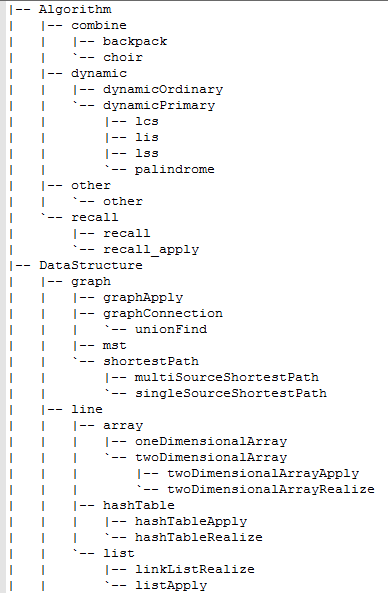 |-- Algorithm
|   |-- combine
|   |   |-- backpack
|   |   `-- choir
|   |-- dynamic
|   |   |-- dynamicOrdinary
|   |   `-- dynamicPrimary
|   |       |-- lcs
|   |       |-- lis
|   |       |-- lss
|   |       `-- palindrome
|   |-- other
|   |   `-- other
|   `-- recall
|       |-- recall
|       `-- recall_apply
|-- DataStructure
|   |-- graph
|   |   |-- graphApply
|   |   |-- graphConnection
|   |   |   `-- unionFind
|   |   |-- mst
|   |   `-- shortestPath
|   |       |-- multiSourceShortestPath
|   |       `-- singleSourceShortestPath
|   |-- line
|   |   |-- array
|   |   |   |-- oneDimensionalArray
|   |   |   `-- twoDimensionalArray
|   |   |       |-- twoDimensionalArrayApply
|   |   |       `-- twoDimensionalArrayRealize
|   |   |-- hashTable
|   |   |   |-- hashTableApply
|   |   |   `-- hashTableRealize
|   |   `-- list
|   |       |-- linkListRealize
|   |       `-- listApply